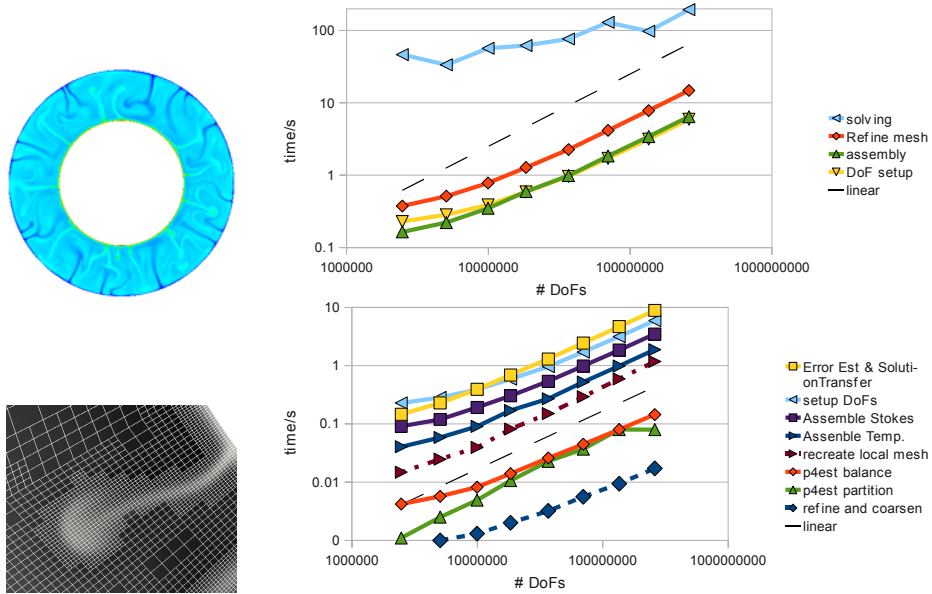 100
10
1
0.1
time/s
1000000
10000000
100000000
1000000000
# DoFs
solving
Refine mesh
assembly
DoF setup
linear
10
1
0.1
0.01
0
time/s
1000000
10000000
100000000
1000000000
# DoFs
Error Est & Soluti-
onTransfer
setup DoFs
Assemble Stokes
Assenble Temp.
recreate local mesh
p4est balance
p4est partition
refine and coarsen
linear